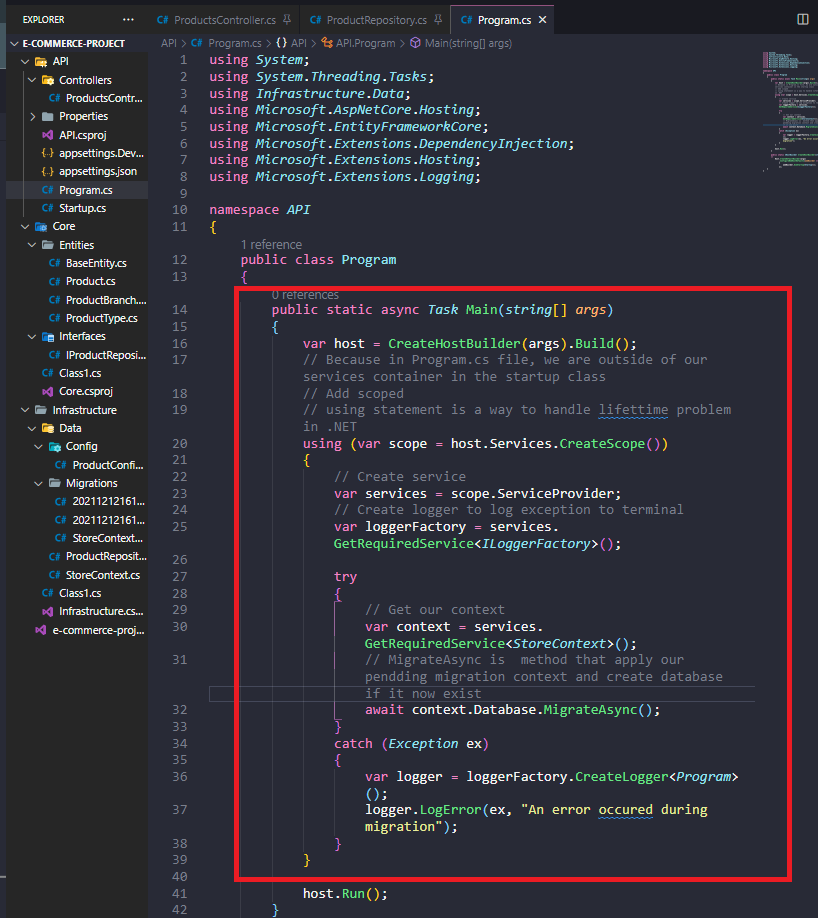 EXPLORER
···
C# ProductsController.cs
C# ProductRepository.cs
C# Program.cs ×
E-COMMERCE-PROJECT
API
Controllers
C# ProductsContr...
Properties
API.csproj
{··} appsettings.Dev...
{··} appsettings.json
C# Program.cs
C# Startup.cs
Core
Entities
C# BaseEntity.cs
C# Product.cs
C# ProductBranch....
C# ProductType.cs
Interfaces
C# IProductReposi...
C# Class1.cs
Core.csproj
Infrastructure
Data
Config
C# ProductConfi...
Migrations
C# 20211212161...
C# 20211212161...
C# StoreContext...
C# ProductReposit...
C# StoreContext.cs
C# Class1.cs
Infrastructure.cs...
e-commerce-proj...
API > C# Program.cs > {} API > API.Program > Main(string[] args)
1 using System;
2 using System.Threading.Tasks;
3 using Infrastructure.Data;
4 using Microsoft.AspNetCore.Hosting;
5 using Microsoft.EntityFrameworkCore;
6 using Microsoft.Extensions.DependencyInjection;
7 using Microsoft.Extensions.Hosting;
8 using Microsoft.Extensions.Logging;
9
10 namespace API
11 {
1 reference
12 public class Program
13 {
0 references
14 public static async Task Main(string[] args)
15 {
16 var host = CreateHostBuilder(args).Build();
17 // Because in Program.cs file, we are outside of our
services container in the startup class
18 // Add scoped
19 // using statement is a way to handle lifettime problem
in .NET
20 using (var scope = host.Services.CreateScope())
21 {
22 // Create service
23 var services = scope.ServiceProvider;
24 // Create logger to log exception to terminal
25 var loggerFactory = services.
GetRequiredService<ILoggerFactory>();
26
27 try
28 {
29 // Get our context
30 var context = services.
GetRequiredService<StoreContext>();
31 // MigrateAsync is  method that apply our
pendding migration context and create database
if it now exist
32 await context.Database.MigrateAsync();
33 }
34 catch (Exception ex)
35 {
36 var logger = loggerFactory.CreateLogger<Program>
();
37 logger.LogError(ex, "An error occured during
migration");
38 }
39 }
40
41 host.Run();
42 }